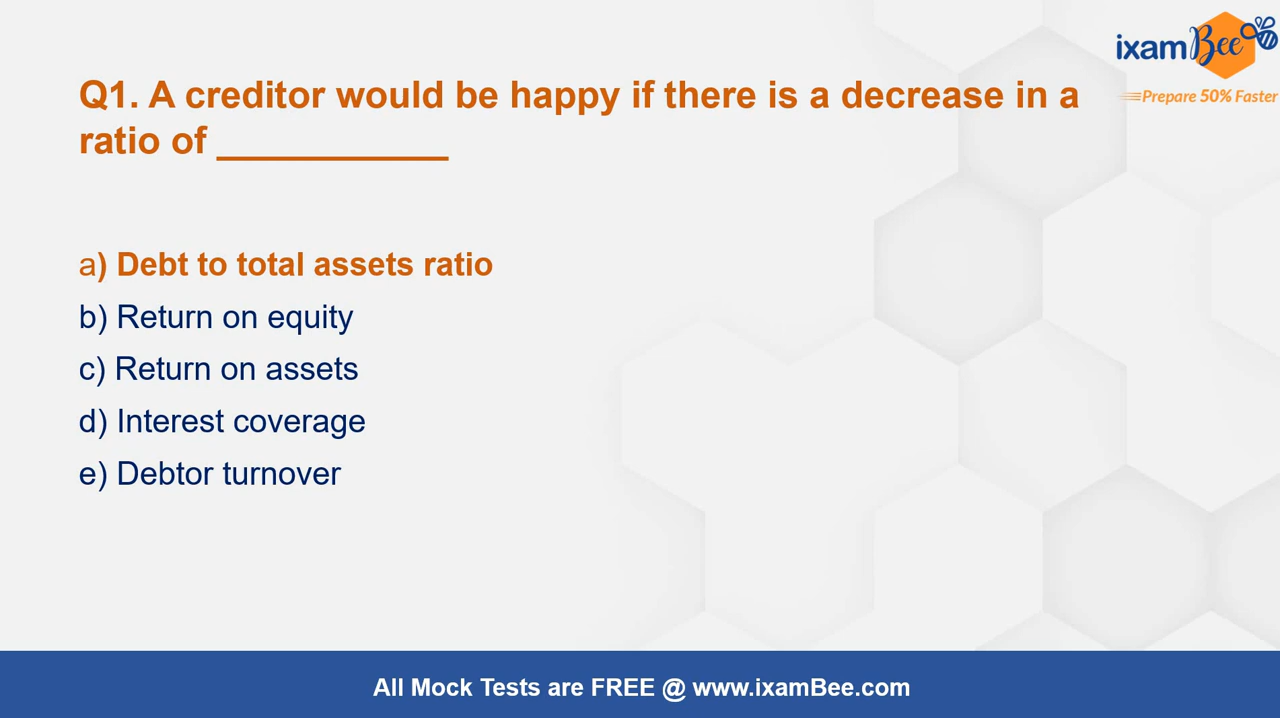 ixamBee
Prepare 50% Faster
Q1. A creditor would be happy if there is a decrease in a
ratio of ___________
a) Debt to total assets ratio
b) Return on equity
c) Return on assets
d) Interest coverage
e) Debtor turnover
All Mock Tests are FREE @ www.ixamBee.com